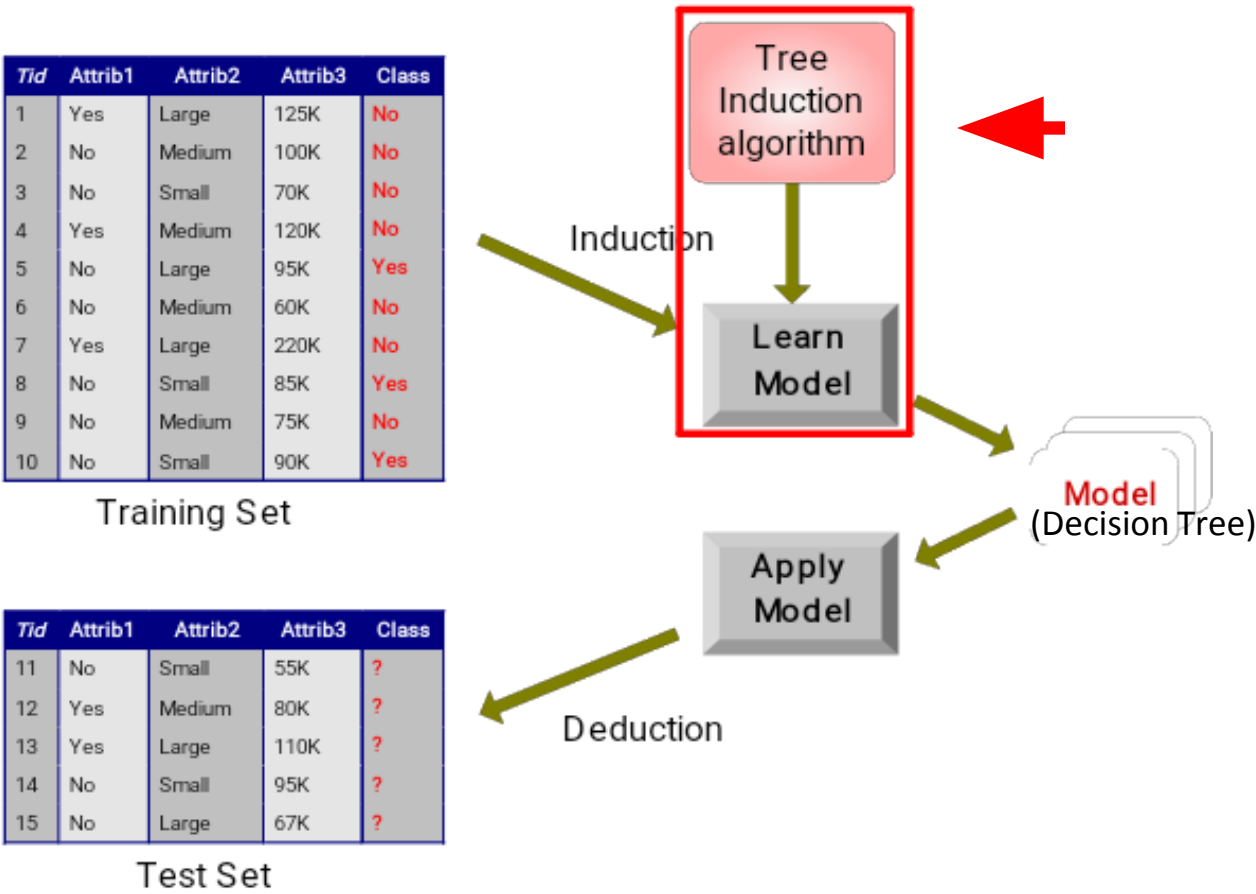 Tid Attrib1 Attrib2 Attrib3 Class
1 Yes Large 125K No
2 No Medium 100K No
3 No Small 70K No
4 Yes Medium 120K No
5 No Large 95K Yes
6 No Medium 60K No
7 Yes Large 220K No
8 No Small 85K Yes
9 No Medium 75K No
10 No Small 90K Yes
Training Set
Tree
Induction
algorithm
Induction
Learn
Model
Model
(Decision Tree)
Apply
Model
Deduction
Tid Attrib1 Attrib2 Attrib3 Class
11 No Small 55K ?
12 Yes Medium 80K ?
13 Yes Large 110K ?
14 No Small 95K ?
15 No Large 67K ?
Test Set